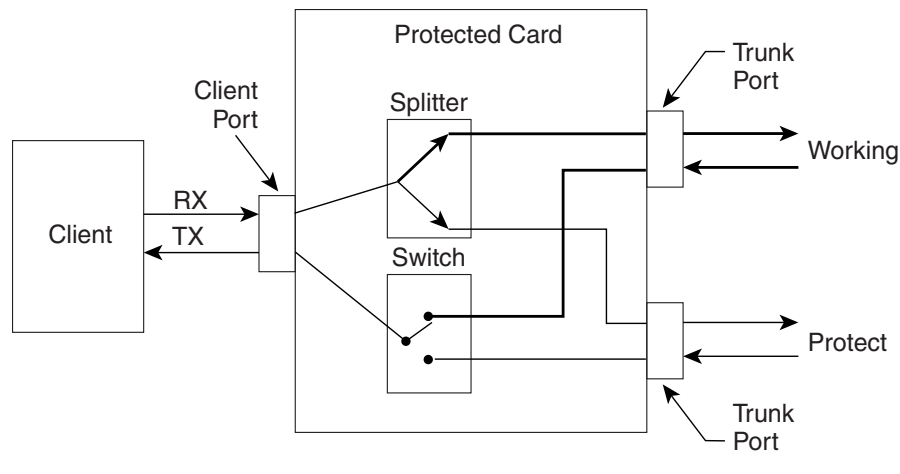 Protected Card
Trunk
Port
Client
Port
Splitter
Working
RX
Client
TX
Switch
Protect
Trunk
Port